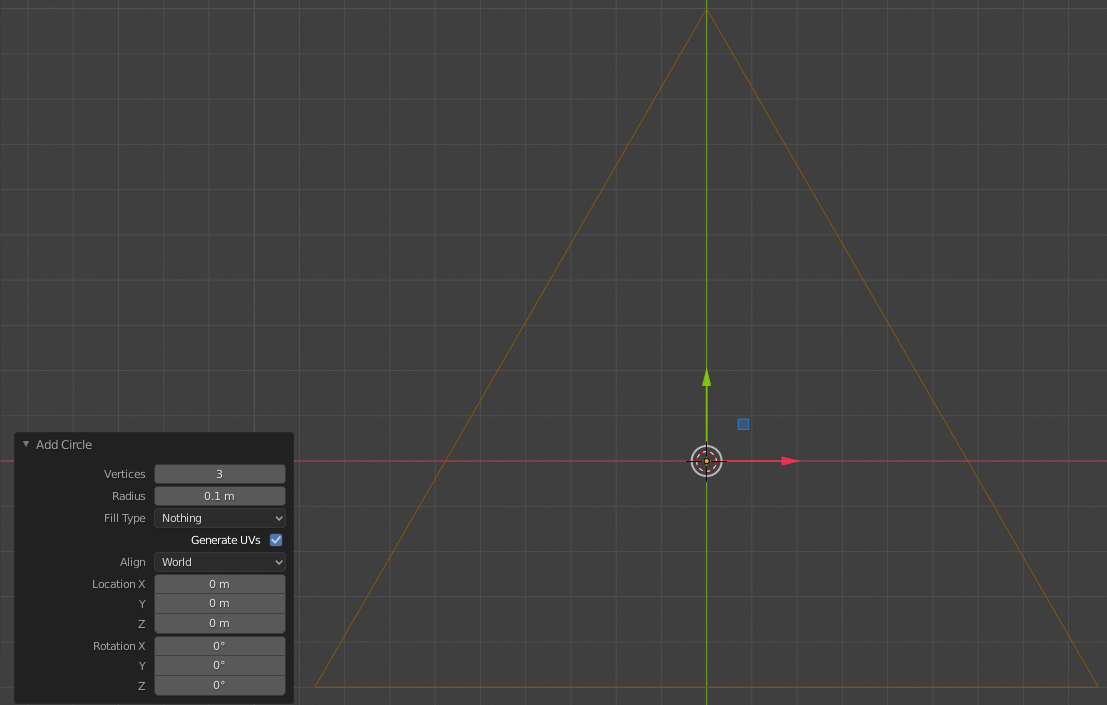 Add Circle
Vertices 3
Radius 0.1 m
Fill Type Nothing
Generate UVs
Align World
Location X 0 m
Y 0 m
Z 0 m
Rotation X 0°
Y 0°
Z 0°